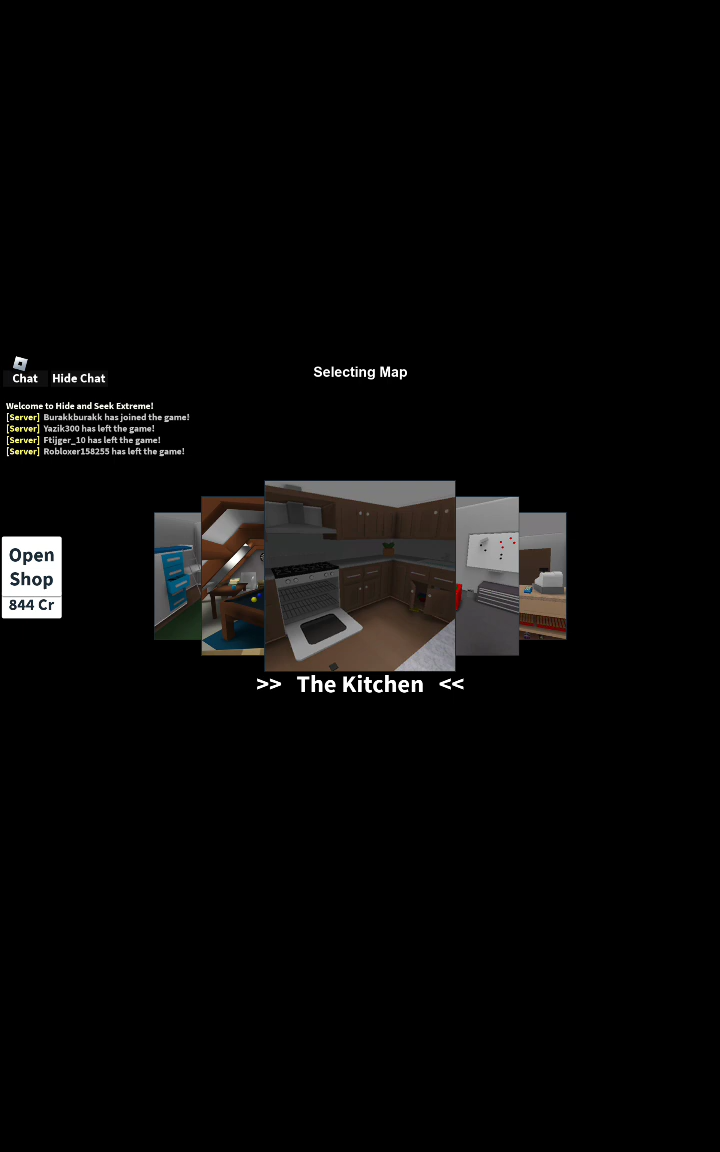 Selecting Map
Chat Hide Chat
Welcome to Hide and Seek Extreme!
[Server] Burakkburakk has joined the game!
[Server] Yazik300 has left the game!
[Server] Ftijger_10 has left the game!
[Server] Robloxer158255 has left the game!
Open
Shop
844 Cr
>> The Kitchen <<